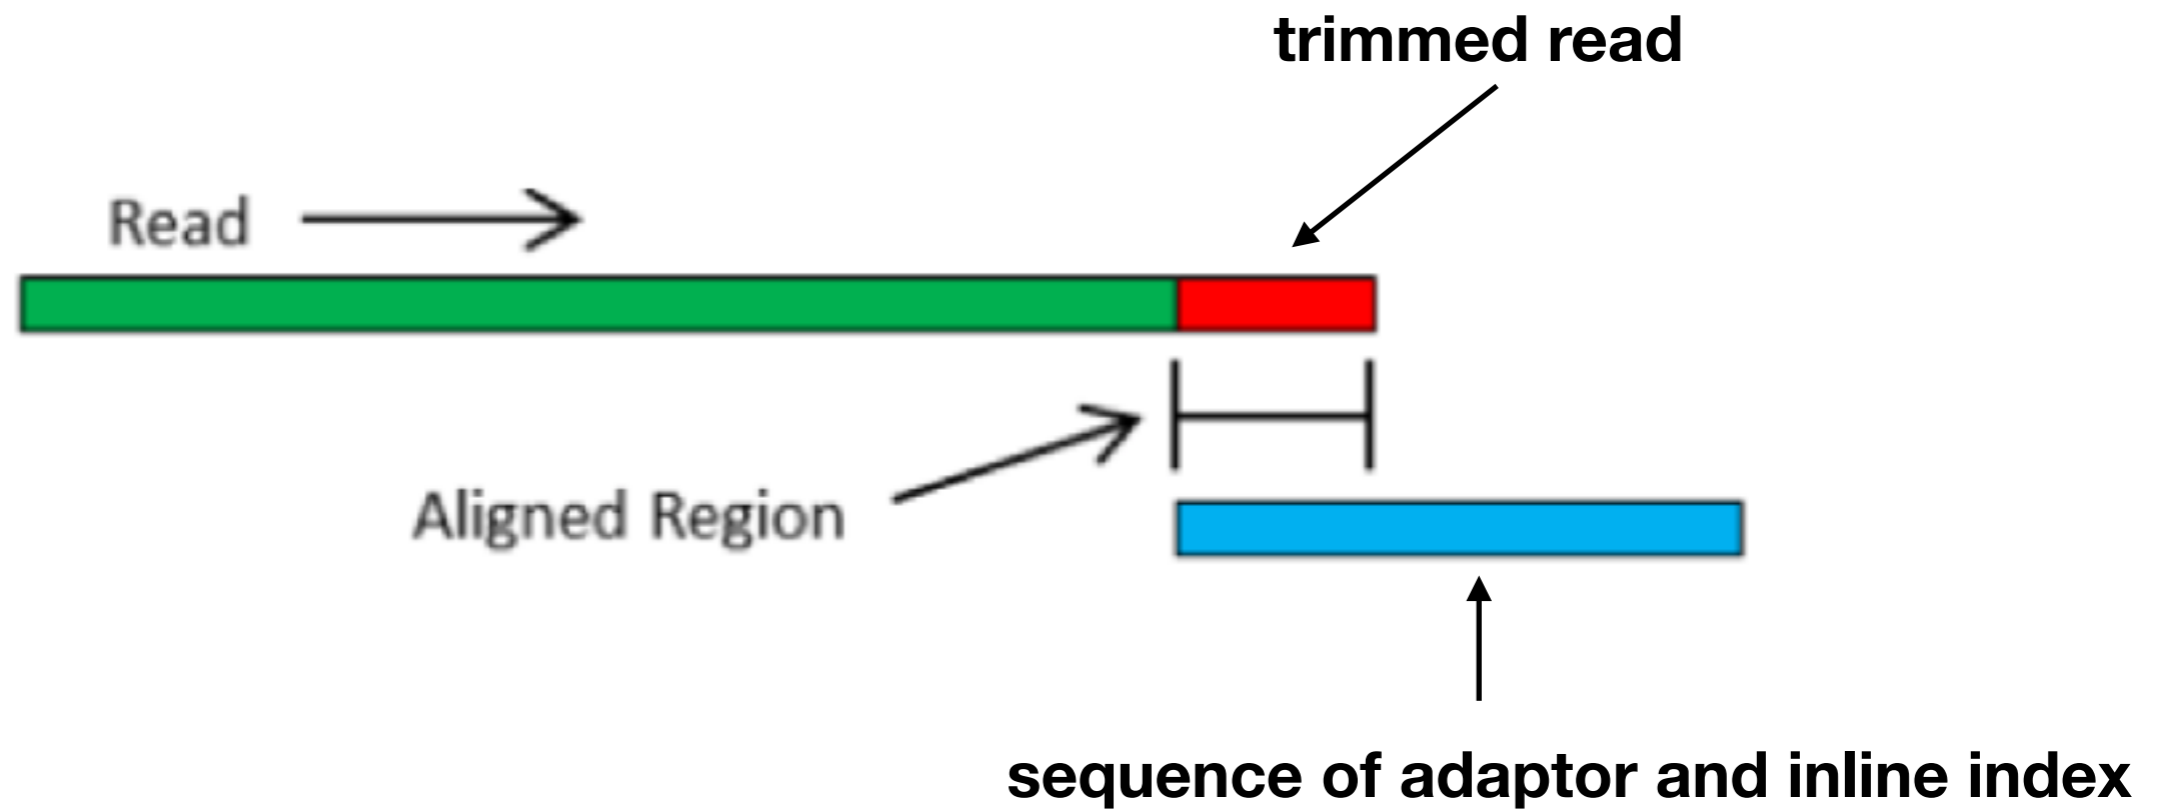 trimmed read
Read
Aligned Region
sequence of adaptor and inline index